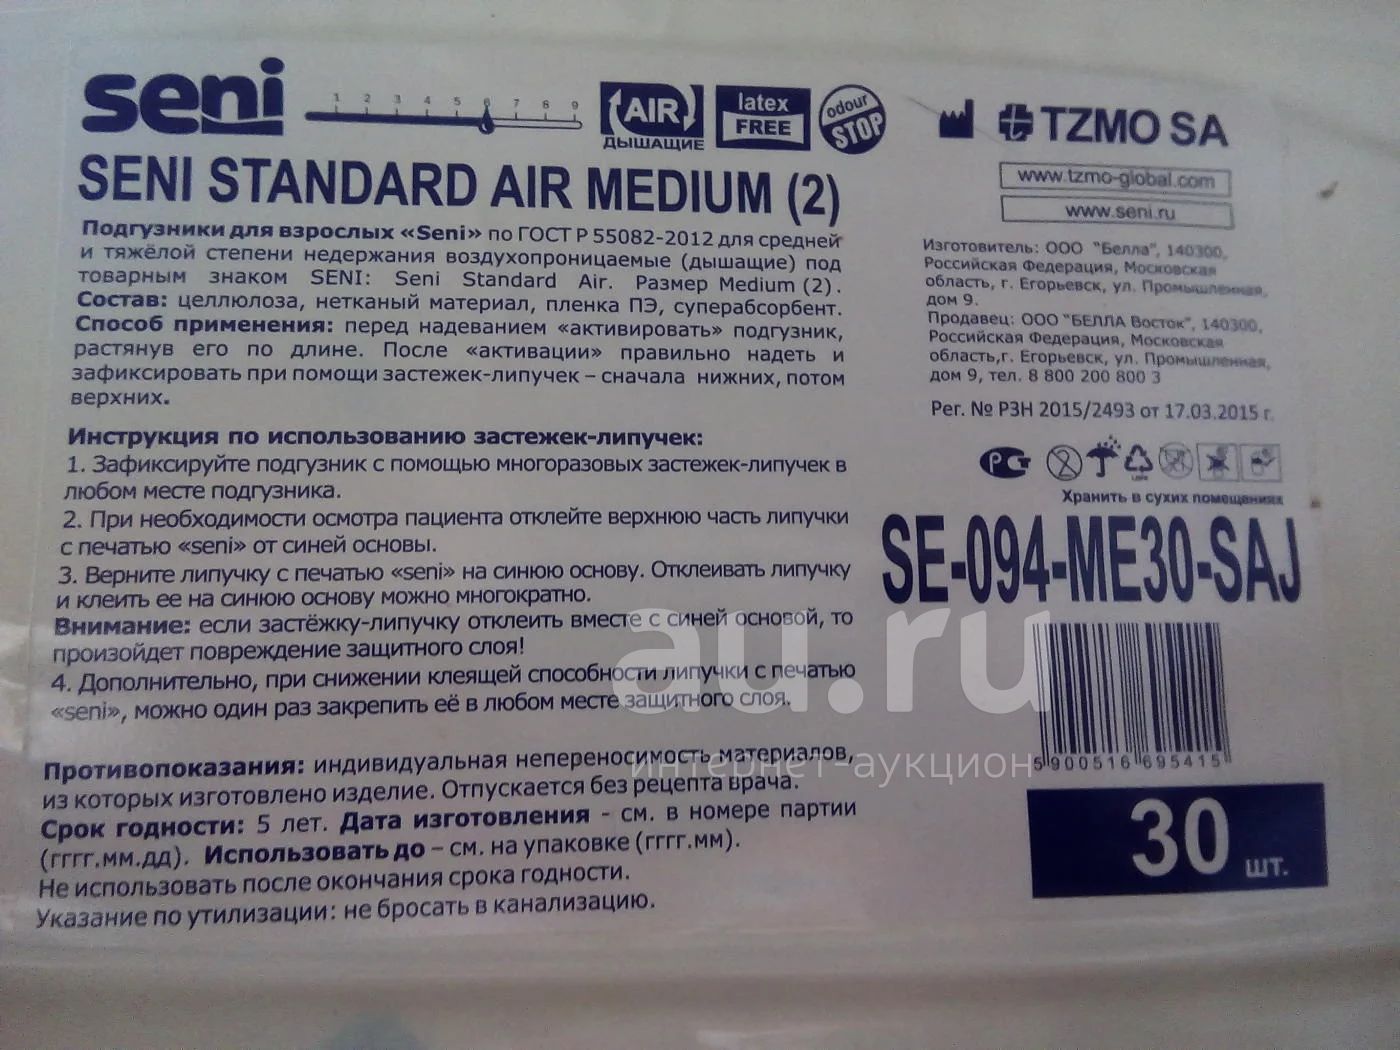 seni
1 2 3 4 5 6 7 8 9
AIR
ДЫШАЩИЕ
latex
FREE
odour
STOP
SENI STANDARD AIR MEDIUM (2)
Подгузники для взрослых «Seni» по ГОСТ Р 55082-2012 для средней
и тяжёлой степени недержания воздухопроницаемые (дышащие) под
товарным знаком SENI: Seni Standard Air. Размер Medium (2).
Состав: целлюлоза, нетканый материал, пленка ПЭ, суперабсорбент.
Способ применения: перед надеванием «активировать» подгузник,
растянув его по длине. После «активации» правильно надеть и
зафиксировать при помощи застежек-липучек – сначала нижних, потом
верхних.
Инструкция по использованию застежек-липучек:
1. Зафиксируйте подгузник с помощью многоразовых застежек-липучек в
любом месте подгузника.
2. При необходимости осмотра пациента отклейте верхнюю часть липучки
с печатью «seni» от синей основы.
3. Верните липучку с печатью «seni» на синюю основу. Отклеивать липучку
и клеить ее на синюю основу можно многократно.
Внимание: если застёжку-липучку отклеить вместе с синей основой, то
произойдет повреждение защитного слоя!
4. Дополнительно, при снижении клеящей способности липучки с печатью
«seni», можно один раз закрепить её в любом месте защитного слоя.
Противопоказания: индивидуальная непереносимость материалов,
из которых изготовлено изделие. Отпускается без рецепта врача.
Срок годности: 5 лет. Дата изготовления - см. в номере партии
(гггг.мм.дд). Использовать до – см. на упаковке (гггг.мм).
Не использовать после окончания срока годности.
Указание по утилизации: не бросать в канализацию.
TZMO SA
www.tzmo-global.com
www.seni.ru
Изготовитель: ООО "Белла", 140300,
Российская Федерация, Московская
область, г. Егорьевск, ул. Промышленная,
дом 9.
Продавец: ООО "БЕЛЛА Восток", 140300,
Российская Федерация, Московская
область,г. Егорьевск, ул. Промышленная,
дом 9, тел. 8 800 200 800 3
Рег. № РЗН 2015/2493 от 17.03.2015 г.
Хранить в сухих помещениях
SE-094-ME30-SAJ
5 900516 695415
30 шт.
au.ru
интернет-аукцион